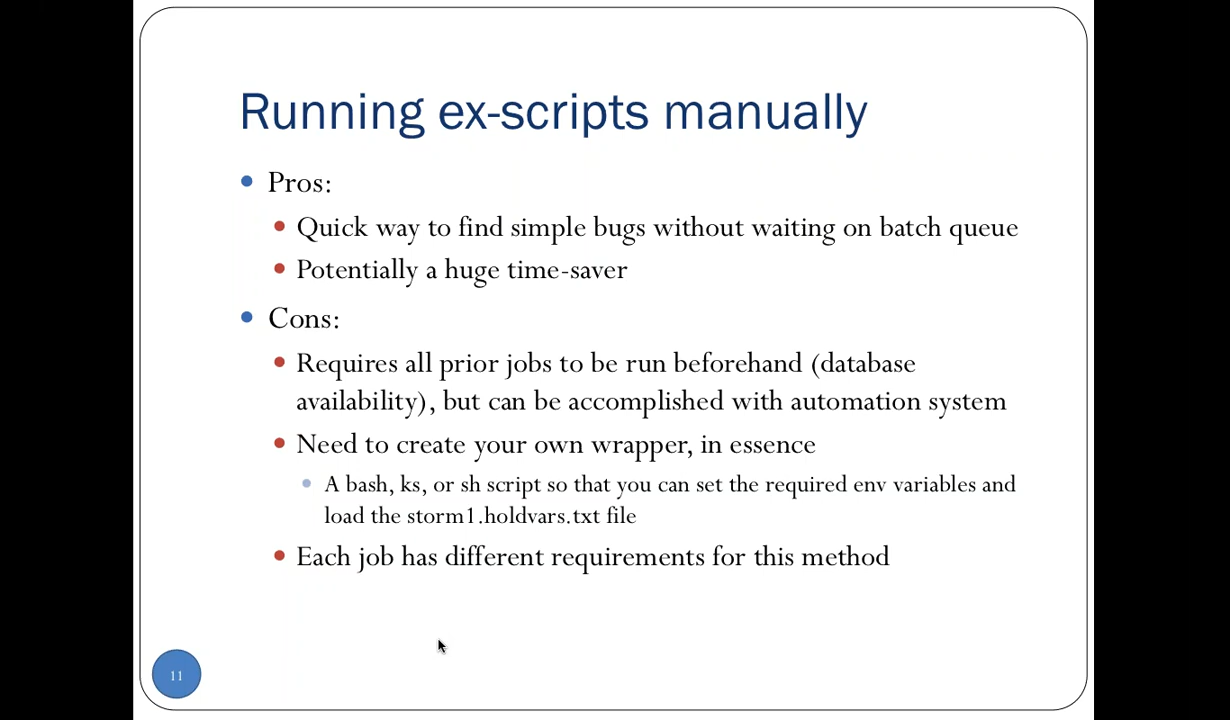 Running ex-scripts manually
Pros:
Quick way to find simple bugs without waiting on batch queue
Potentially a huge time-saver
Cons:
Requires all prior jobs to be run beforehand (database
availability), but can be accomplished with automation system
Need to create your own wrapper, in essence
A bash, ks, or sh script so that you can set the required env variables and
load the storm1.holdvars.txt file
Each job has different requirements for this method
11